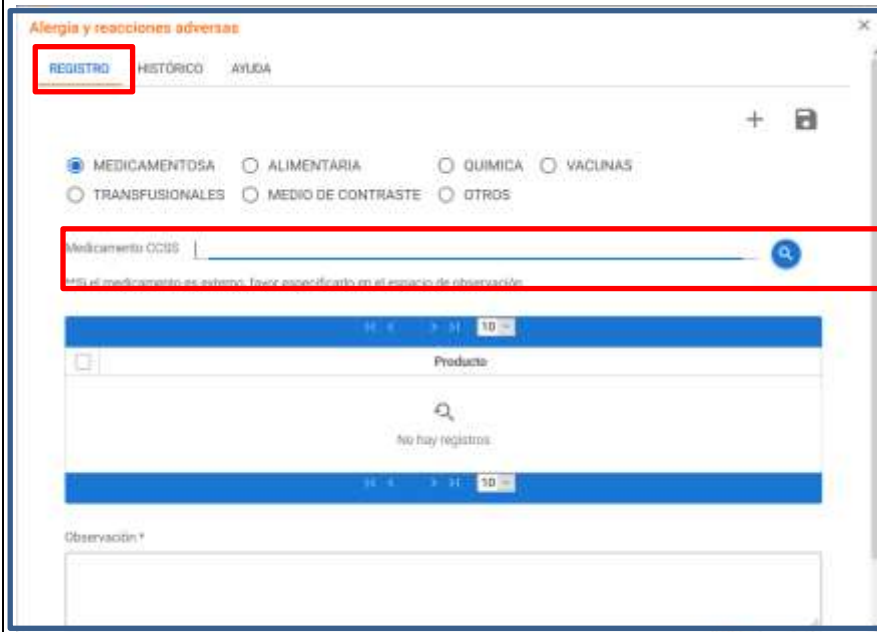 Alergia y reacciones adversas
REGISTRO HISTÓRICO AYUDA
MEDICAMENTOSA ALIMENTARIA QUIMICA VACUNAS
TRANSFUSIONALES MEDIO DE CONTRASTE OTROS
Medicamento CCSS
**Si el medicamento es externo, favor especificarlo en el espacio de observación
10
Producto
No hay registros
10
Observación *